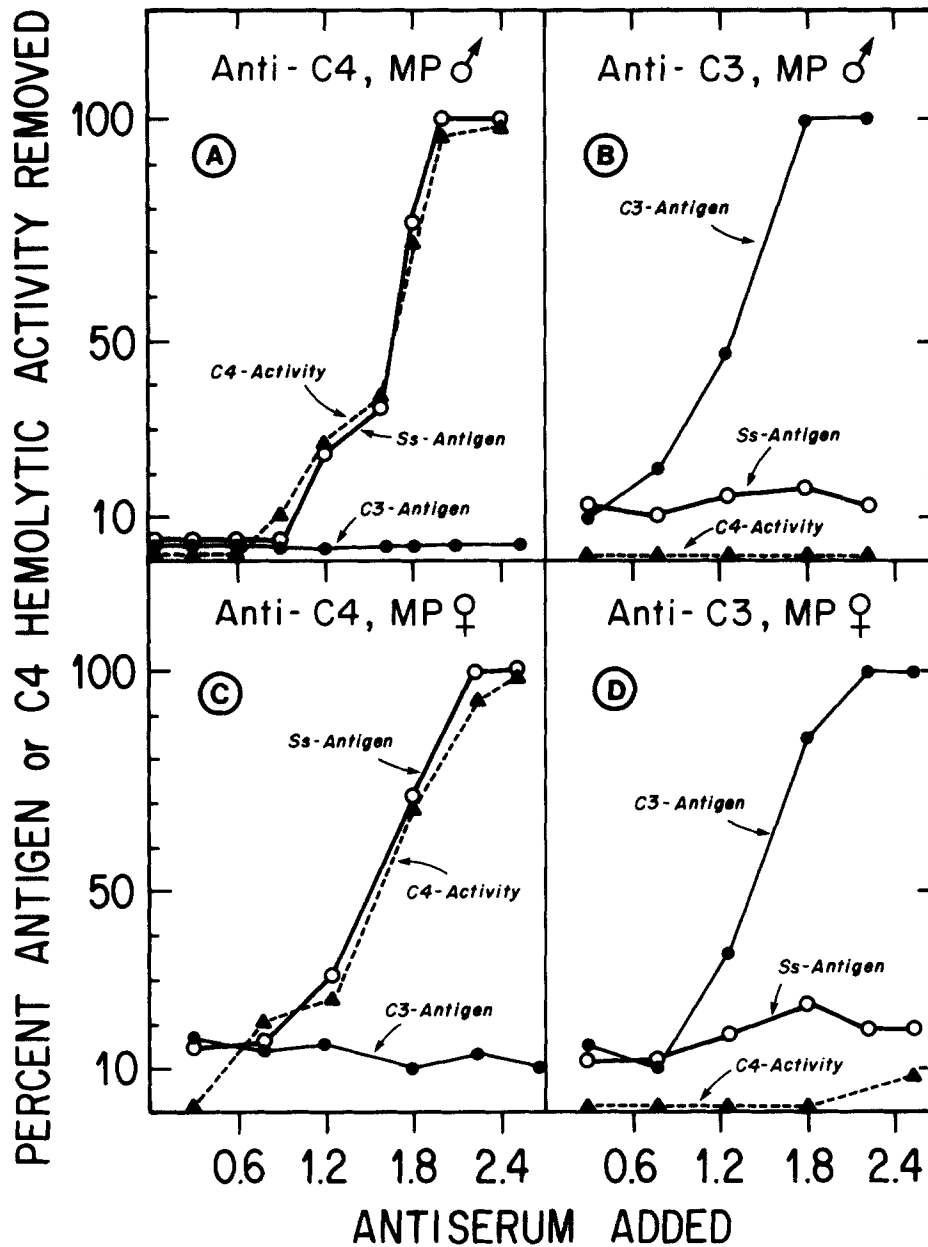 PERCENT ANTIGEN or C4 HEMOLYTIC ACTIVITY REMOVED
Anti-C4, MP ♂
A
100
50
10
C4-Activity
Ss-Antigen
C3-Antigen
Anti-C3, MP ♂
B
C3-Antigen
Ss-Antigen
C4-Activity
Anti-C4, MP ♀
C
100
50
10
Ss-Antigen
C4-Activity
C3-Antigen
0.6 1.2 1.8 2.4
Anti-C3, MP ♀
D
C3-Antigen
Ss-Antigen
C4-Activity
0.6 1.2 1.8 2.4
ANTISERUM ADDED